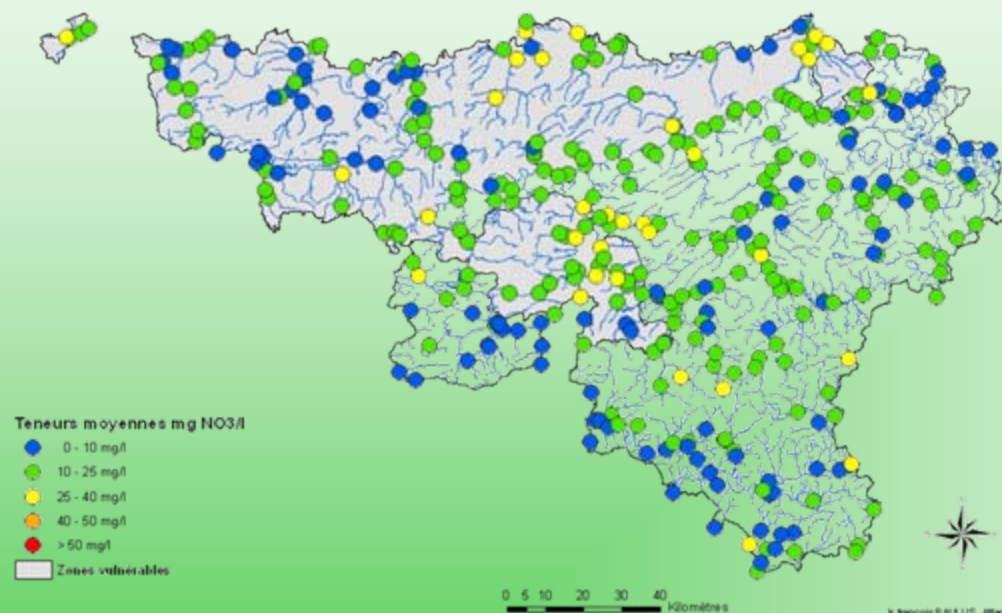 Teneurs moyennes mg NO3/l
0 - 10 mg/l
10 - 25 mg/l
25 - 40 mg/l
40 - 50 mg/l
> 50 mg/l
Zones vulnérables
0 5 10 20 30 40
Kilomètres